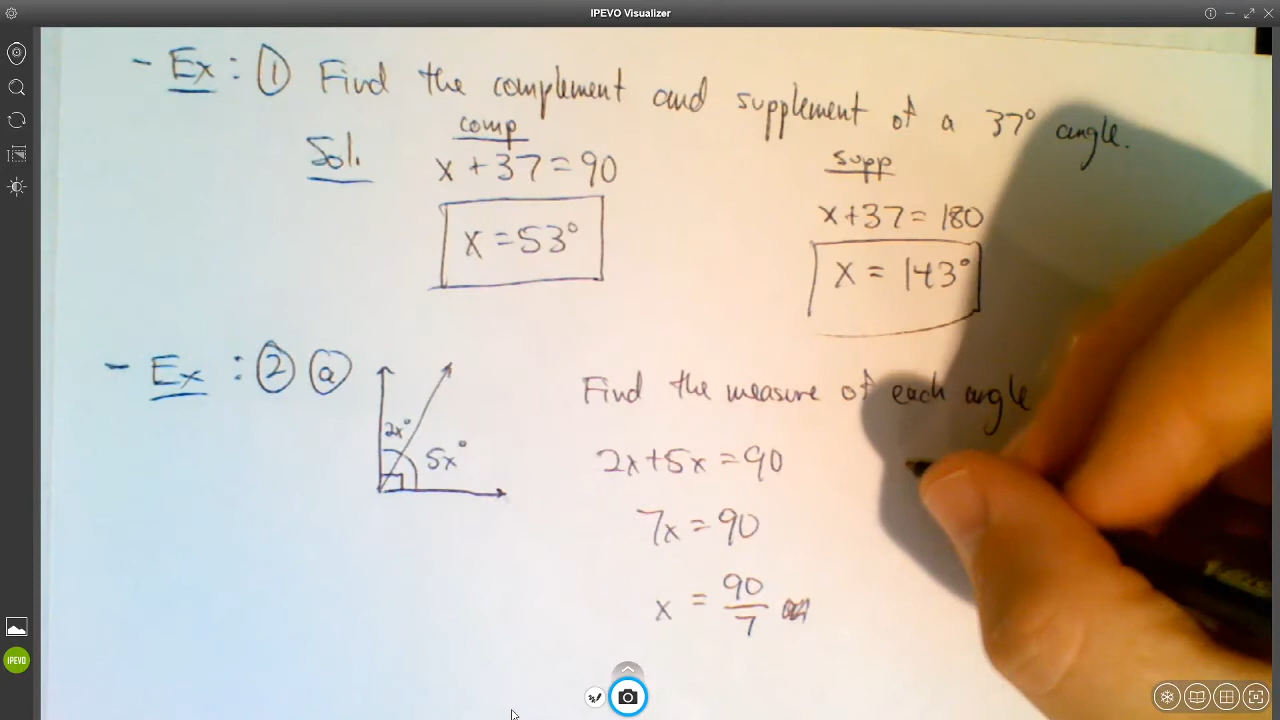 IPEVO Visualizer
- Ex : ① Find the complement and supplement of a 37° angle.
Sol.
comp
x + 37 = 90
x = 53°
supp
x + 37 = 180
x = 143°
- Ex : ② ⓐ
2x°
5x°
Find the measure of each angle
2x + 5x = 90
7x = 90
x = 90/7
IPEVO